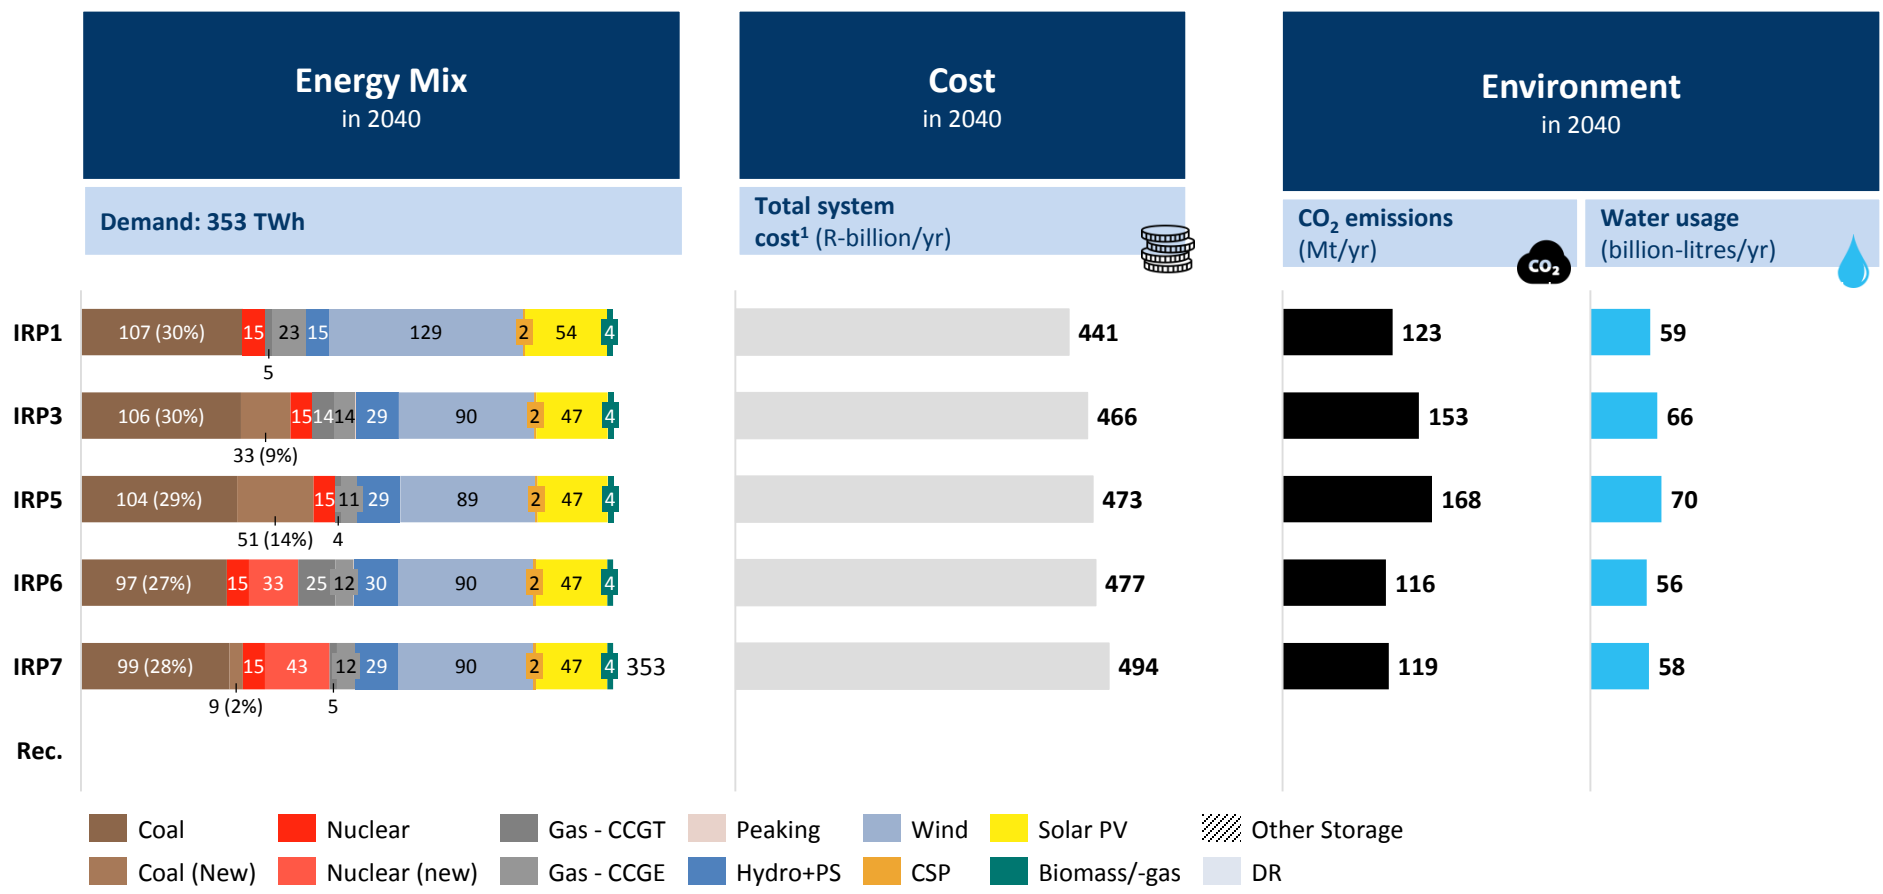 Energy Mix
in 2040
Cost
in 2040
Environment
in 2040
Demand: 353 TWh
Total system
cost¹ (R-billion/yr)
CO₂ emissions
(Mt/yr)
CO₂
Water usage
(billion-litres/yr)
IRP1 107 (30%) 15 23 15 129 2 54 4 441 123 59
5
IRP3 106 (30%) 15 14 14 29 90 2 47 4 466 153 66
33 (9%)
IRP5 104 (29%) 15 11 29 89 2 47 4 473 168 70
51 (14%) 4
IRP6 97 (27%) 15 33 25 12 30 90 2 47 4 477 116 56
IRP7 99 (28%) 15 43 12 29 90 2 47 4 353 494 119 58
9 (2%) 5
Rec.
Coal Nuclear Gas - CCGT Peaking Wind Solar PV Other Storage
Coal (New) Nuclear (new) Gas - CCGE Hydro+PS CSP Biomass/-gas DR